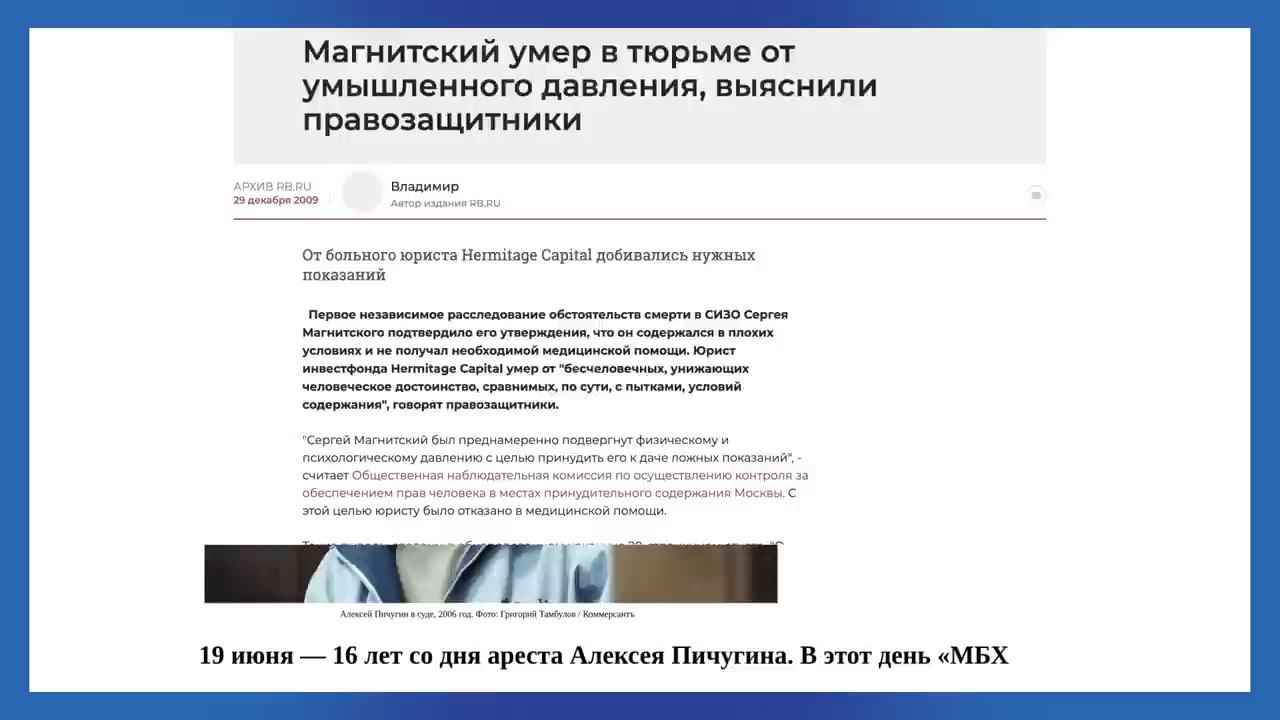 Магнитский умер в тюрьме от
умышленного давления, выяснили
правозащитники
АРХИВ RB.RU
29 декабря 2009
Владимир
Автор издания RB.RU
От больного юриста Hermitage Capital добивались нужных
показаний
Первое независимое расследование обстоятельств смерти в СИЗО Сергея
Магнитского подтвердило его утверждения, что он содержался в плохих
условиях и не получал необходимой медицинской помощи. Юрист
инвестфонда Hermitage Capital умер от "бесчеловечных, унижающих
человеческое достоинство, сравнимых, по сути, с пытками, условий
содержания", говорят правозащитники.
"Сергей Магнитский был преднамеренно подвергнут физическому и
психологическому давлению с целью принудить его к даче ложных показаний", -
считает Общественная наблюдательная комиссия по осуществлению контроля за
обеспечением прав человека в местах принудительного содержания Москвы. С
этой целью юристу было отказано в медицинской помощи.
Алексей Пичугин в суде, 2006 год. Фото: Григорий Тамбулов / Коммерсантъ
19 июня — 16 лет со дня ареста Алексея Пичугина. В этот день «МБХ